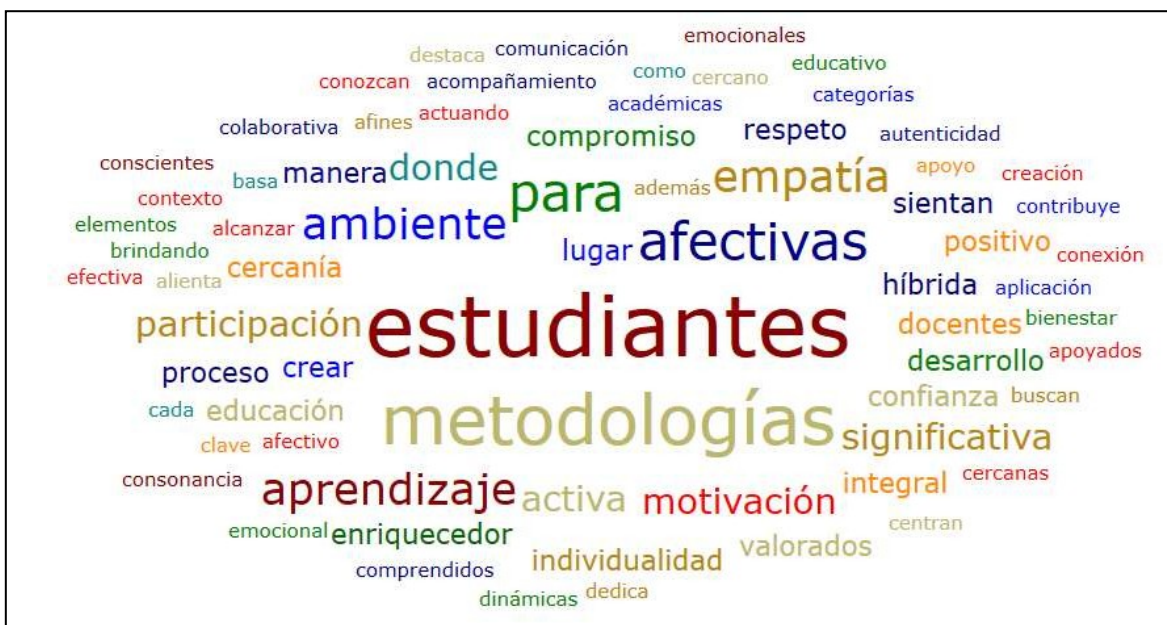 emocionales
destaca comunicación
educativo
como cercano
conozcan acompañamiento
categorías
académicas
actuando
afines
colaborativa
compromiso respeto autenticidad
conscientes
manera donde
empatía apoyo
creación
basa
para además
contexto
sientan contribuye
elementos alcanzar ambiente
lugar afectivas positivo
brindando
conexión
efectiva alienta cercanía
híbrida aplicación
participación estudiantes docentes bienestar
desarrollo apoyados
proceso crear
confianza buscan
cada educación
metodologías significativa
clave afectivo
consonancia aprendizaje activa motivación integral cercanas
centran
emocional enriquecedor
individualidad valorados
comprendidos
dinámicas dedica